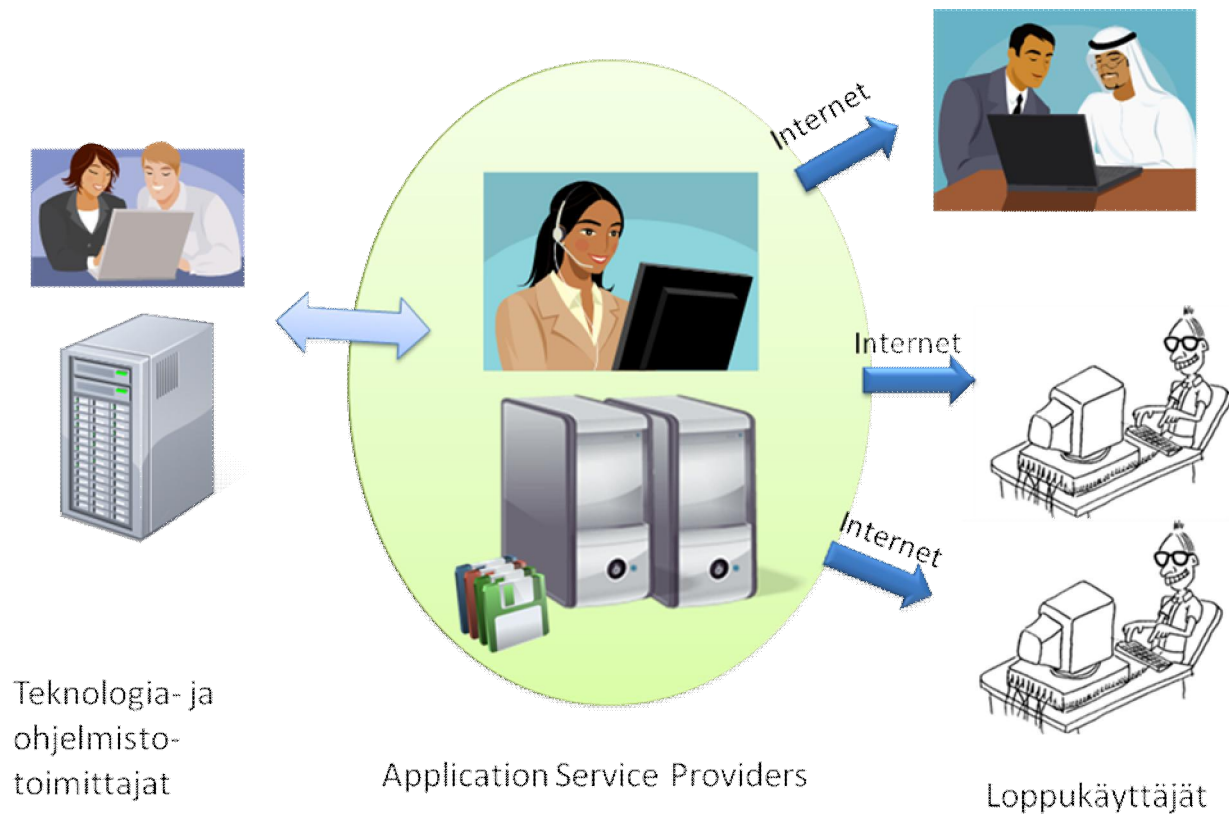 Internet
Internet
Internet
Teknologia- ja
ohjelmisto-
toimittajat
Application Service Providers
Loppukäyttäjät